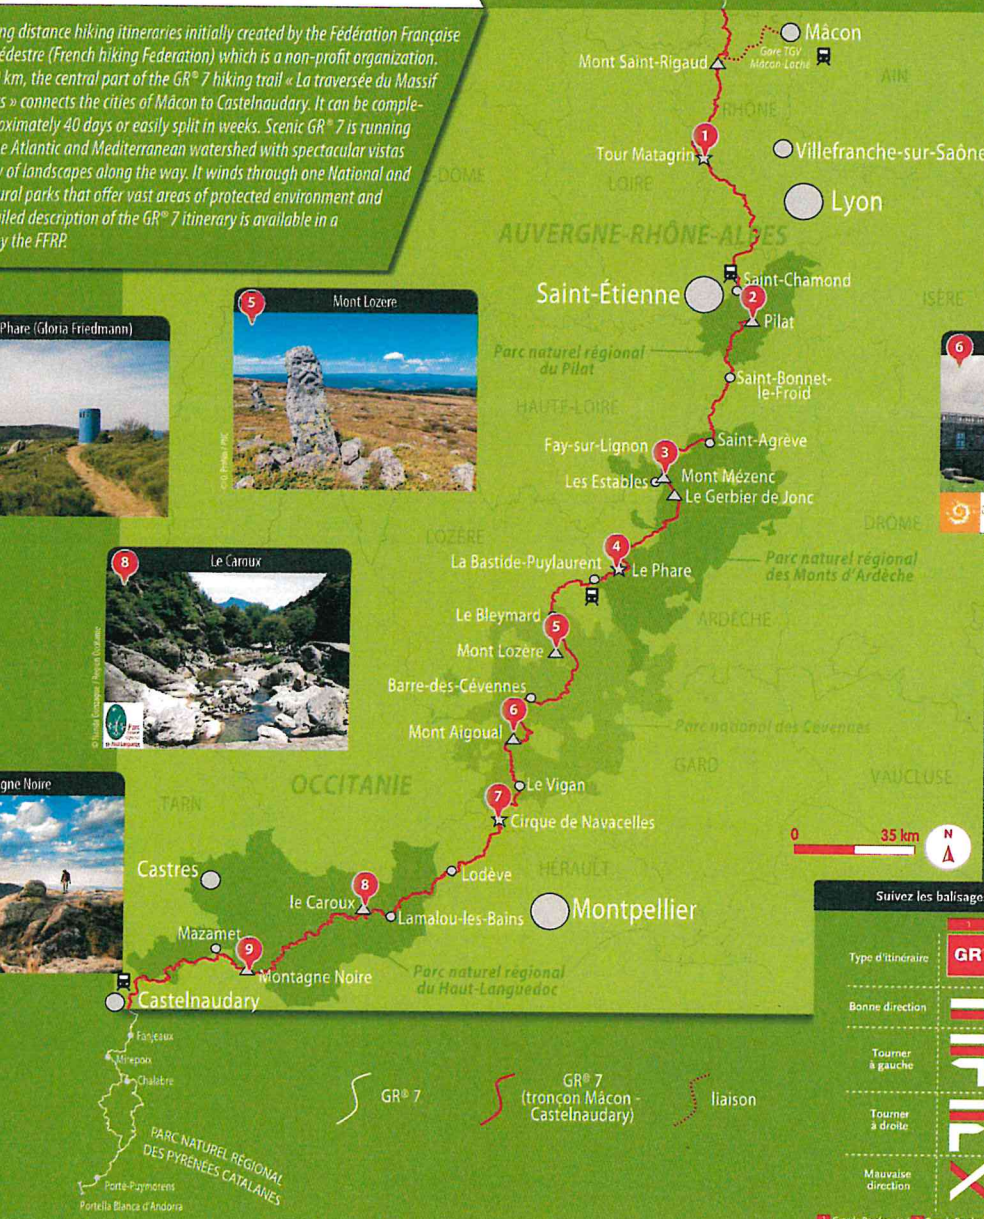 ng distance hiking itineraries initially created by the Fédération Française
édestre (French hiking Federation) which is a non-profit organization.
km, the central part of the GR® 7 hiking trail « La traversée du Massif
s » connects the cities of Mâcon to Castelnaudary. It can be comple-
oximately 40 days or easily split in weeks. Scenic GR® 7 is running
e Atlantic and Mediterranean watershed with spectacular vistas
y of landscapes along the way. It winds through one National and
ural parks that offer vast areas of protected environment and
ailed description of the GR® 7 itinerary is available in a
by the FFRP.
Mâcon
Gare TGV
Mâcon-Loché
Mont Saint-Rigaud
AIN
RHÔNE
1
Tour Matagrin
Villefranche-sur-Saône
DÔME
LOIRE
Lyon
AUVERGNE-RHÔNE-ALPES
Saint-Étienne
Saint-Chamond
2
Pilat
ISÈRE
Parc naturel régional
du Pilat
Saint-Bonnet-
le-Froid
HAUTE-LOIRE
Fay-sur-Lignon
Saint-Agrève
3
Mont Mézenc
Les Estables
Le Gerbier de Jonc
DRÔME
LOZÈRE
4
La Bastide-Puylaurent
Le Phare
Parc naturel régional
des Monts d'Ardèche
Le Bleymard
5
ARDÈCHE
Mont Lozère
Barre-des-Cévennes
6
Mont Aigoual
Parc national des Cévennes
GARD
VAUCLUSE
OCCITANIE
Le Vigan
7
Cirque de Navacelles
TARN
HÉRAULT
Castres
Lodève
8
le Caroux
Lamalou-les-Bains
Montpellier
Mazamet
9
Montagne Noire
Parc naturel régional
du Haut-Languedoc
Castelnaudary
Fanjeaux
Mirepoix
Chalabre
PARC NATUREL RÉGIONAL
DES PYRÉNÉES CATALANES
Porté-Puymorens
Portella Blanca d'Andorra
Phare (Gloria Friedmann)
5
Mont Lozere
6
8
Le Caroux
Parc
gne Noire
0
35 km
N
GR® 7
GR® 7
(tronçon Mâcon -
Castelnaudary)
liaison
Suivez les balisage
Type d'itinéraire
GR
Bonne direction
Tourner
à gauche
Tourner
à droite
Mauvaise
direction